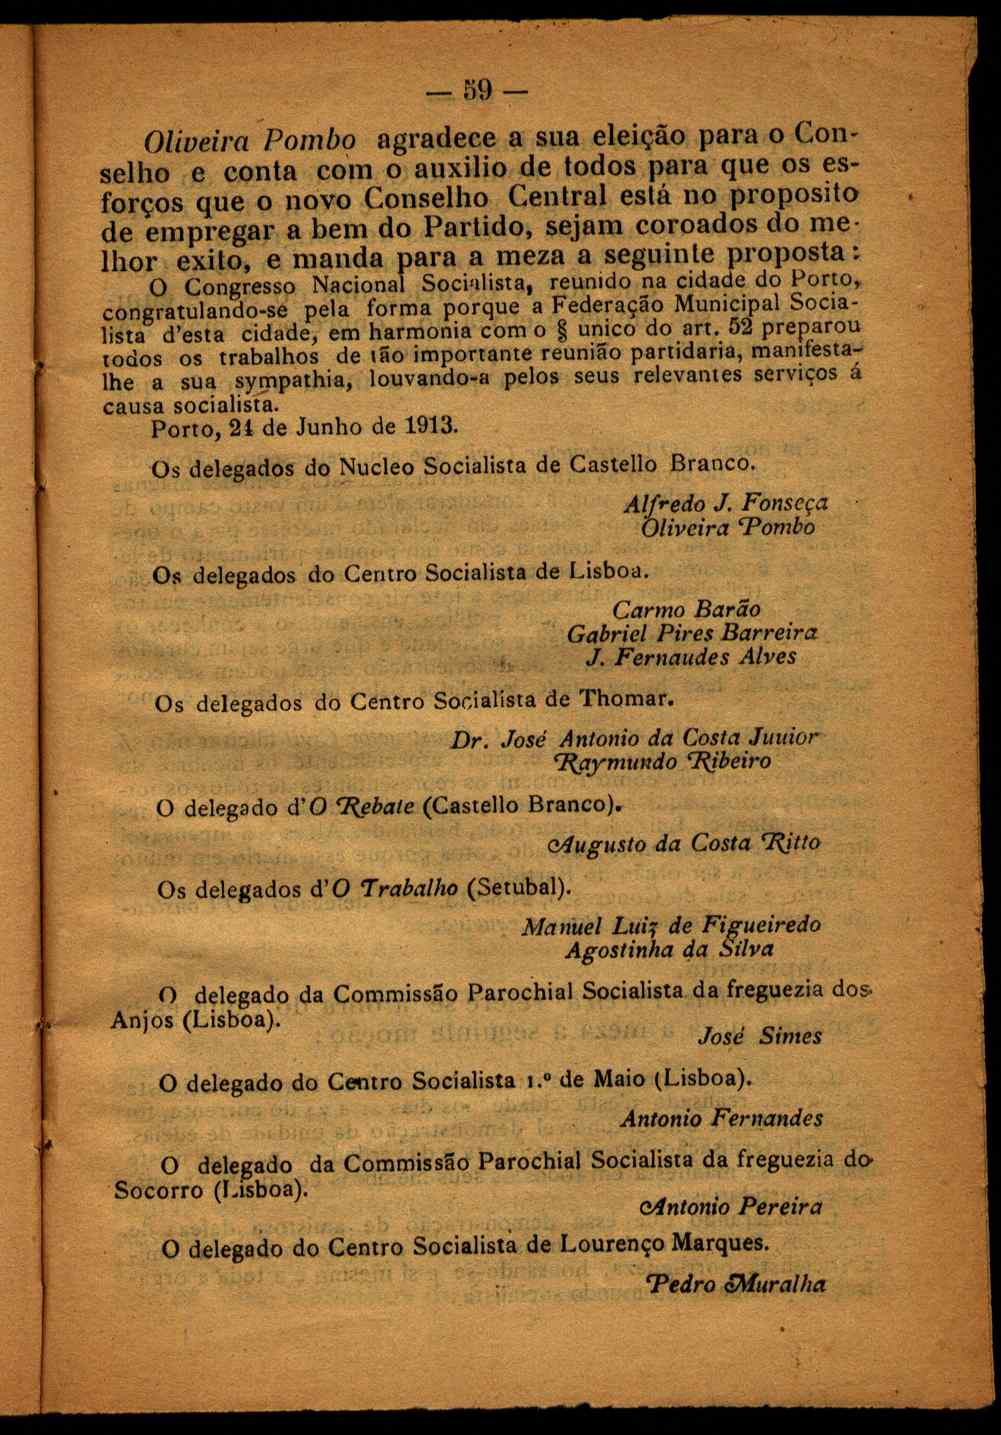 — 59 —
Oliveira Pombo agradece a sua eleição para o Con-
selho e conta com o auxilio de todos para que os es-
forços que o novo Conselho Central está no proposito
de empregar a bem do Partido, sejam coroados do me-
lhor exito, e manda para a meza a seguinte proposta:
O Congresso Nacional Socialista, reunido na cidade do Porto,
congratulando-se pela forma porque a Federação Municipal Socia-
lista d'esta cidade, em harmonia com o § unico do art. 52 preparou
todos os trabalhos de tão importante reunião partidaria, manifesta-
lhe a sua sympathia, louvando-a pelos seus relevantes serviços á
causa socialista.
Porto, 24 de Junho de 1913.
Os delegados do Nucleo Socialista de Castello Branco.
Alfredo J. Fonseça
Oliveira Pombo
Os delegados do Centro Socialista de Lisboa.
Carmo Barão
Gabriel Pires Barreira
J. Fernaudes Alves
Os delegados do Centro Socialista de Thomar.
Dr. José Antonio da Costa Juuior
Raymundo Ribeiro
O delegado d'O Rebate (Castello Branco).
Augusto da Costa Ritto
Os delegados d'O Trabalho (Setubal).
Manuel Luiz de Figueiredo
Agostinha da Silva
O delegado da Commissão Parochial Socialista da freguezia dos
Anjos (Lisboa).
José Simes
O delegado do Centro Socialista 1.º de Maio (Lisboa).
Antonio Fernandes
O delegado da Commissão Parochial Socialista da freguezia do
Socorro (Lisboa).
Antonio Pereira
O delegado do Centro Socialista de Lourenço Marques.
Pedro Muralha